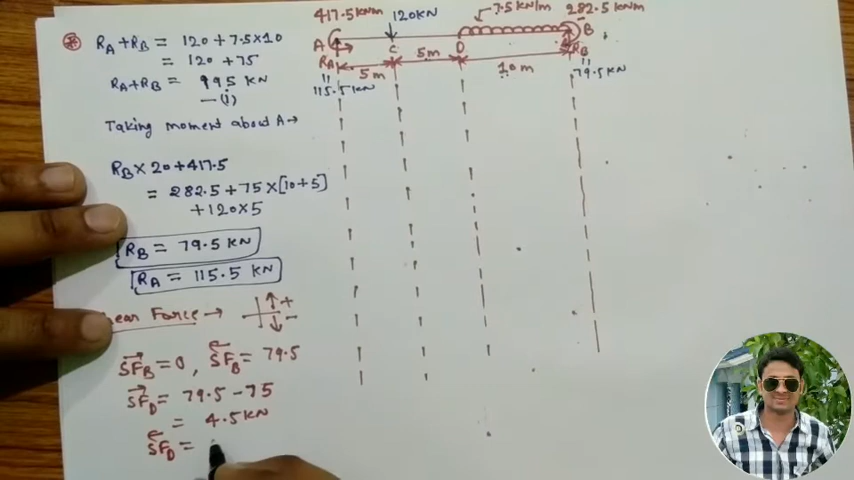 RA + RB = 120 + 7.5×10
= 120 + 75
RA + RB = 195 KN
—(i)
Taking moment about A→
RB × 20 + 417.5
= 282.5 + 75 × [10+5]
+ 120×5
RB = 79.5 KN
RA = 115.5 KN
ear Force →
+
-
SFB = 0, SFB = 79.5
SFD = 79.5 - 75
= 4.5 KN
SFD =
417.5 KNm
120KN
7.5 KN/m
282.5 KNm
A
C
D
B
RA
RB
5 m
5 m
10 m
115.5 KN
79.5 KN